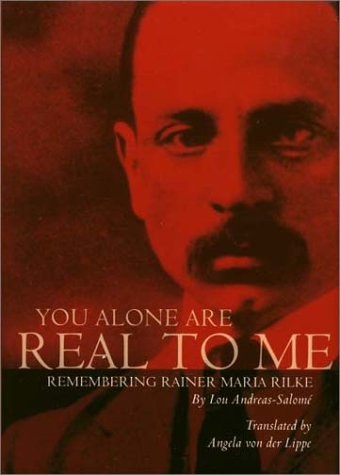 YOU ALONE ARE
REAL TO ME
REMEMBERING RAINER MARIA RILKE
By Lou Andreas-Salomé
Translated by
Angela von der Lippe